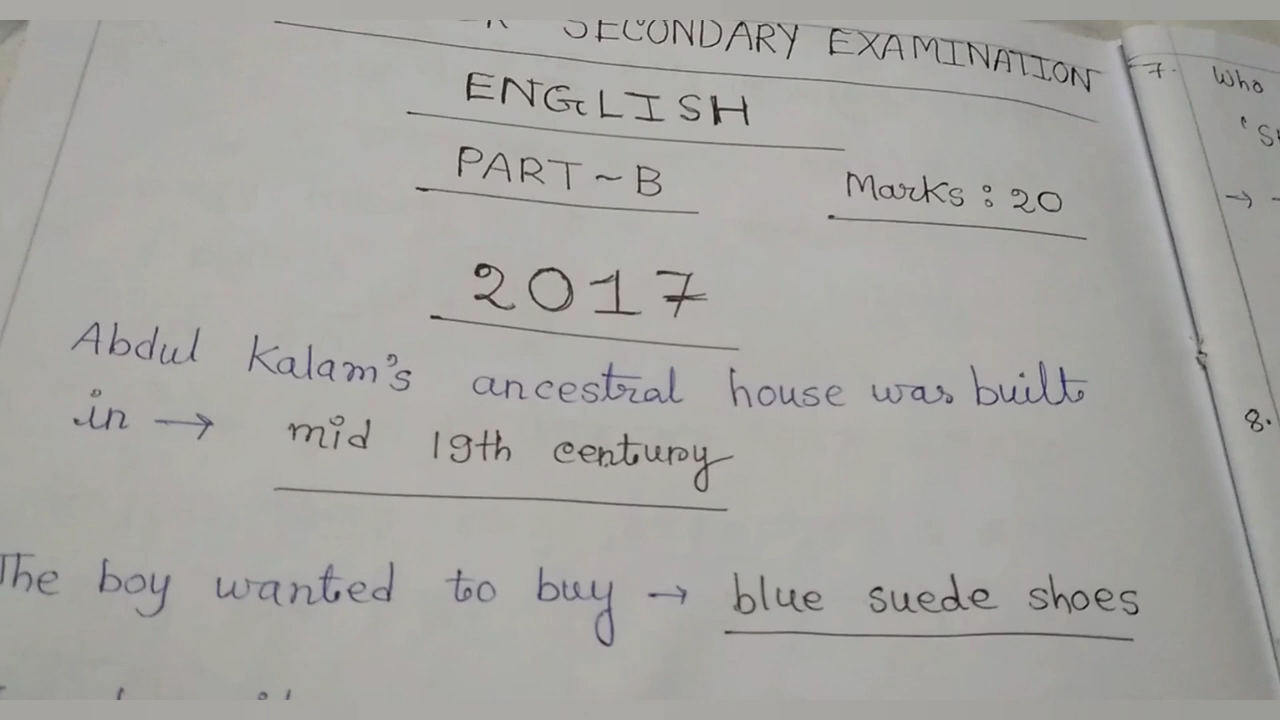 SECONDARY EXAMINATION
ENGLISH
PART-B
Marks: 20
2017
Abdul Kalam's ancestral house was built
in → mid 19th century
The boy wanted to buy → blue suede shoes
7. Who
→
8.